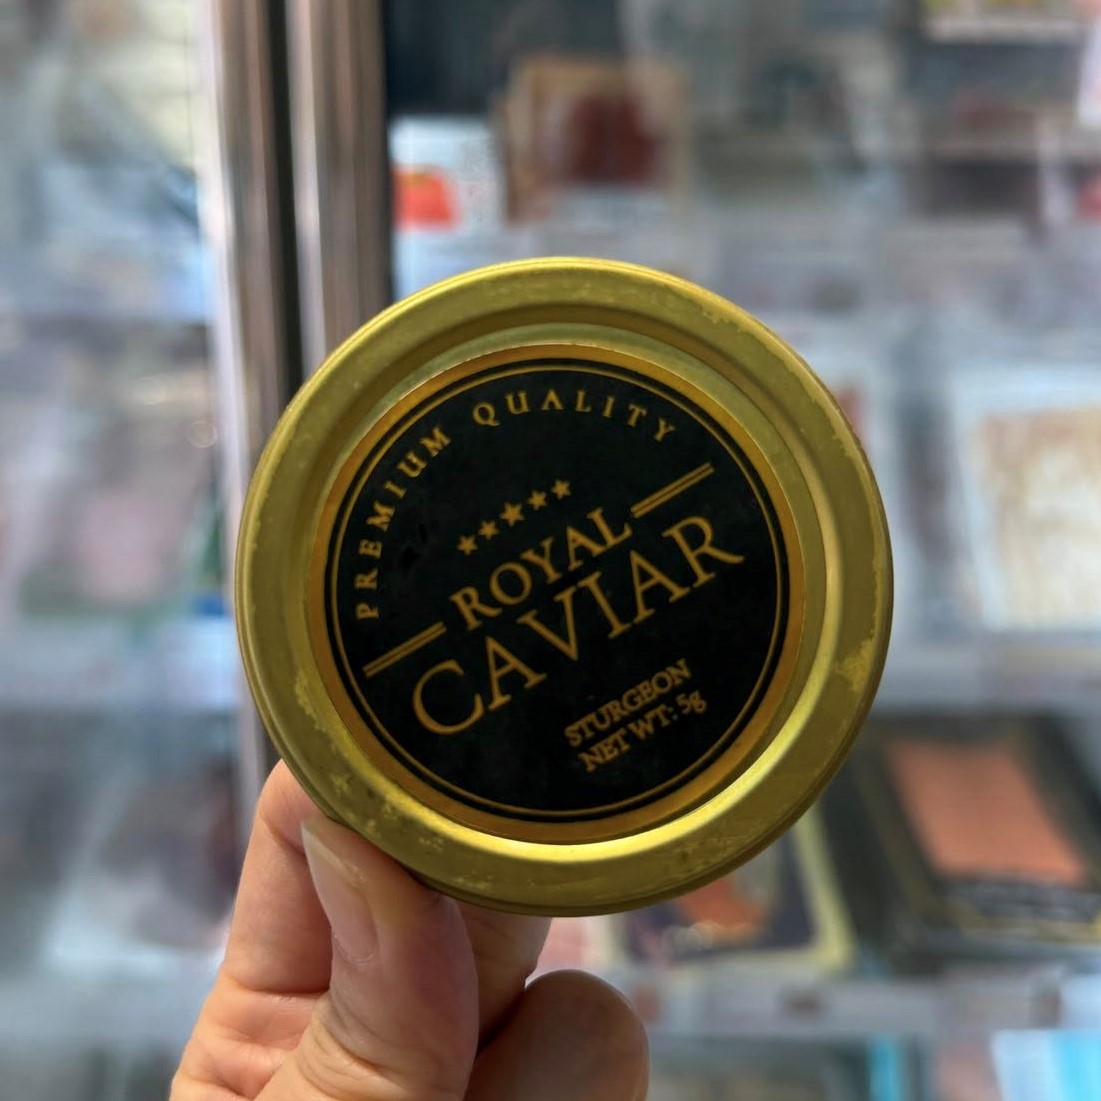 PREMIUM QUALITY
ROYAL
CAVIAR
STURGEON
NET WT: 5g